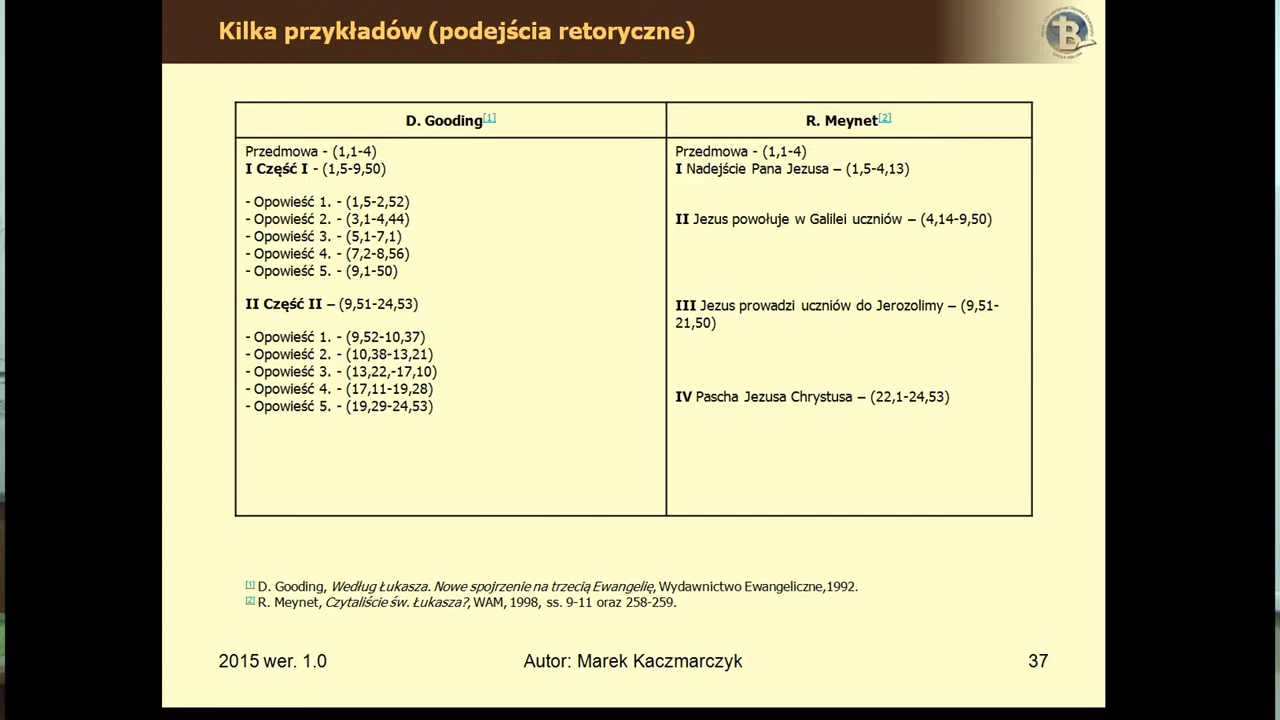 Kilka przykładów (podejścia retoryczne)
D. Gooding[1]
Przedmowa - (1,1-4)
I Część I - (1,5-9,50)
- Opowieść 1. - (1,5-2,52)
- Opowieść 2. - (3,1-4,44)
- Opowieść 3. - (5,1-7,1)
- Opowieść 4. - (7,2-8,56)
- Opowieść 5. - (9,1-50)
II Część II – (9,51-24,53)
- Opowieść 1. - (9,52-10,37)
- Opowieść 2. - (10,38-13,21)
- Opowieść 3. - (13,22,-17,10)
- Opowieść 4. - (17,11-19,28)
- Opowieść 5. - (19,29-24,53)
R. Meynet[2]
Przedmowa - (1,1-4)
I Nadejście Pana Jezusa – (1,5-4,13)
II Jezus powołuje w Galilei uczniów – (4,14-9,50)
III Jezus prowadzi uczniów do Jerozolimy – (9,51-
21,50)
IV Pascha Jezusa Chrystusa – (22,1-24,53)
[1] D. Gooding, Według Łukasza. Nowe spojrzenie na trzecią Ewangelię, Wydawnictwo Ewangeliczne,1992.
[2] R. Meynet, Czytaliście św. Łukasza?, WAM, 1998, ss. 9-11 oraz 258-259.
2015 wer. 1.0
Autor: Marek Kaczmarczyk
37